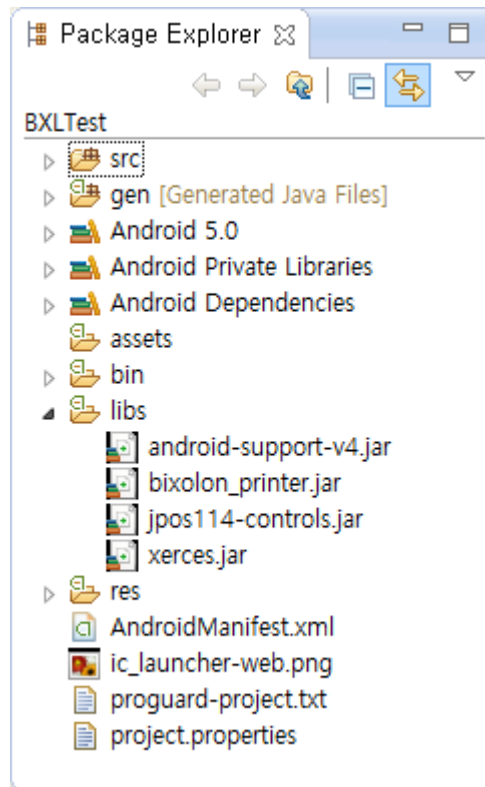 Package Explorer
BXLTest
src
gen [Generated Java Files]
Android 5.0
Android Private Libraries
Android Dependencies
assets
bin
libs
android-support-v4.jar
bixolon_printer.jar
jpos114-controls.jar
xerces.jar
res
AndroidManifest.xml
ic_launcher-web.png
proguard-project.txt
project.properties